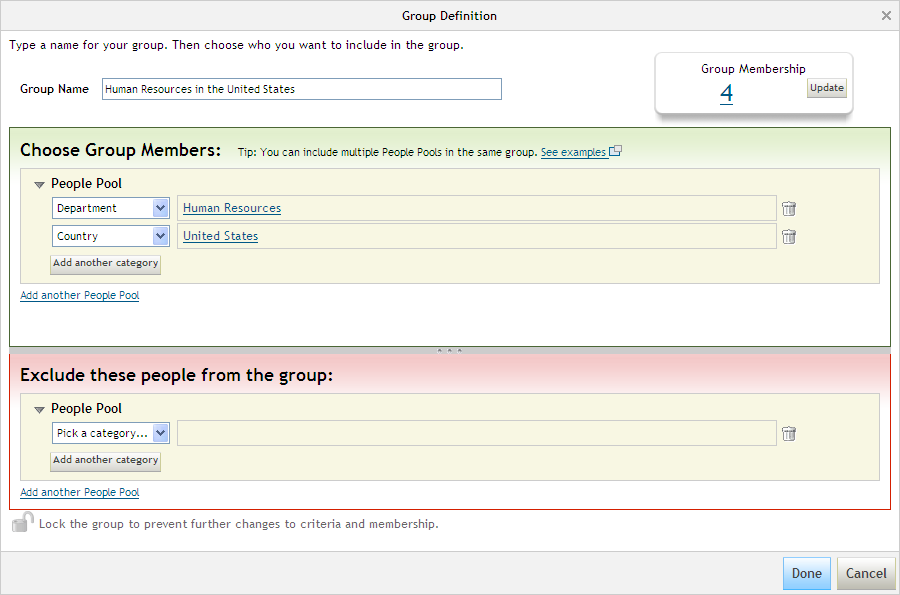 Group Definition
Type a name for your group. Then choose who you want to include in the group.
Group Membership
Group Name
Human Resources in the United States
4
Update
Choose Group Members:
Tip: You can include multiple People Pools in the same group. See examples
People Pool
Department
Human Resources
Country
United States
Add another category
Add another People Pool
Exclude these people from the group:
People Pool
Pick a category...
Add another category
Add another People Pool
Lock the group to prevent further changes to criteria and membership.
Done
Cancel